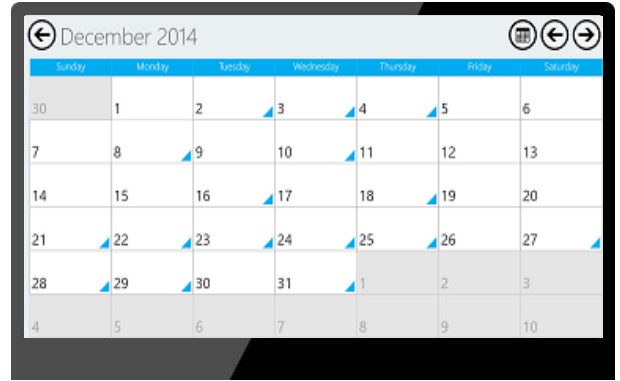 December 2014
Sunday Monday Tuesday Wednesday Thursday Friday Saturday
30 1 2 3 4 5 6
7 8 9 10 11 12 13
14 15 16 17 18 19 20
21 22 23 24 25 26 27
28 29 30 31 1 2 3
4 5 6 7 8 9 10